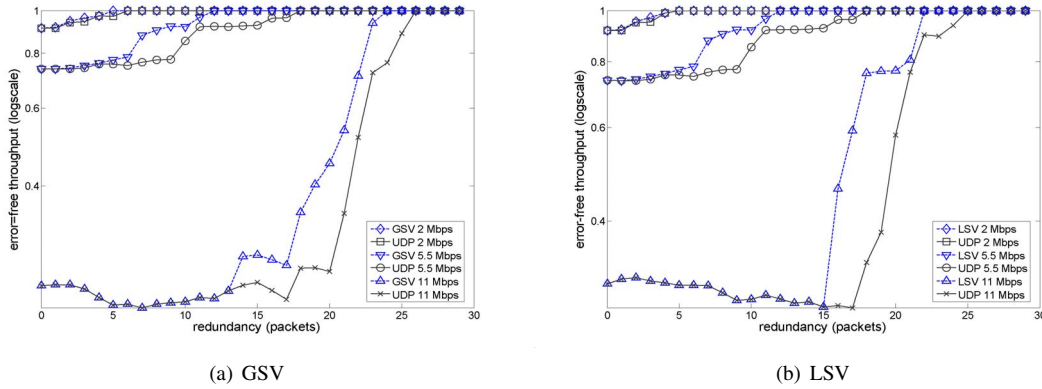 1
0.8
0.6
0.4
error=free throughput (logscale)
0 5 10 15 20 25 30
redundancy (packets)
GSV 2 Mbps
UDP 2 Mbps
GSV 5.5 Mbps
UDP 5.5 Mbps
GSV 11 Mbps
UDP 11 Mbps
(a) GSV
1
0.8
0.6
0.4
error-free throughput (logscale)
0 5 10 15 20 25 30
redundancy (packets)
LSV 2 Mbps
UDP 2 Mbps
LSV 5.5 Mbps
UDP 5.5 Mbps
LSV 11 Mbps
UDP 11 Mbps
(b) LSV